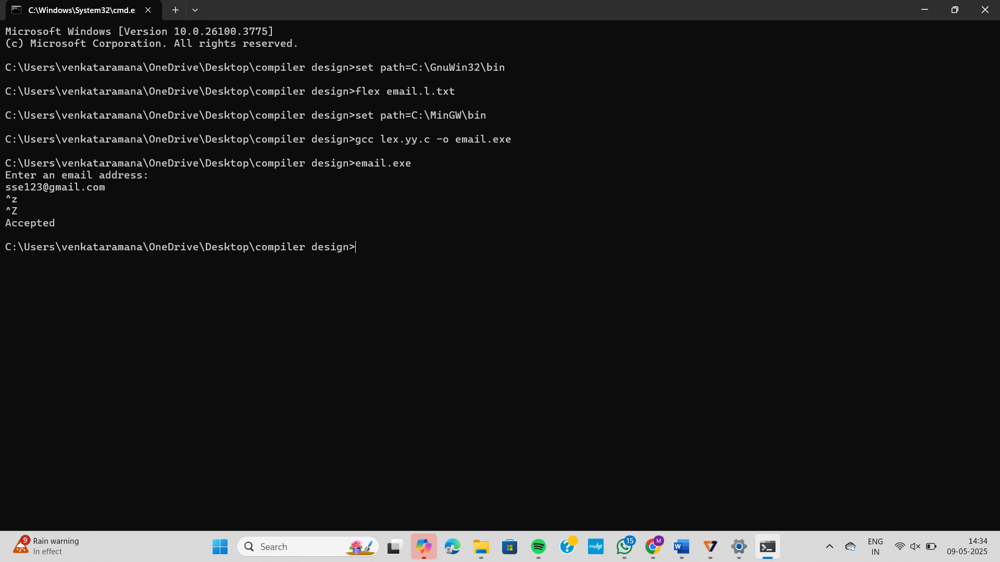 C:\Windows\System32\cmd.e
Microsoft Windows [Version 10.0.26100.3775]
(c) Microsoft Corporation. All rights reserved.
C:\Users\venkataramana\OneDrive\Desktop\compiler design>set path=C:\GnuWin32\bin
C:\Users\venkataramana\OneDrive\Desktop\compiler design>flex email.l.txt
C:\Users\venkataramana\OneDrive\Desktop\compiler design>set path=C:\MinGW\bin
C:\Users\venkataramana\OneDrive\Desktop\compiler design>gcc lex.yy.c -o email.exe
C:\Users\venkataramana\OneDrive\Desktop\compiler design>email.exe
Enter an email address:
sse123@gmail.com
^z
^Z
Accepted
C:\Users\venkataramana\OneDrive\Desktop\compiler design>
9
Rain warning
In effect
Search
myhp
15
M
W
ENG
IN
14:34
09-05-2025